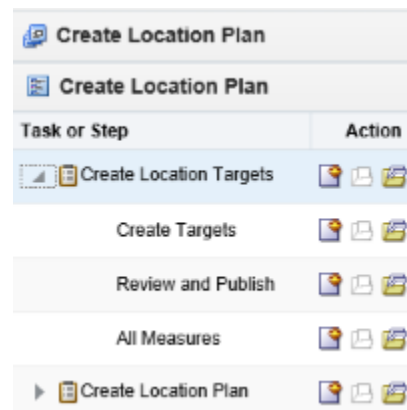 Create Location Plan
Create Location Plan
Task or Step Action
Create Location Targets
Create Targets
Review and Publish
All Measures
Create Location Plan